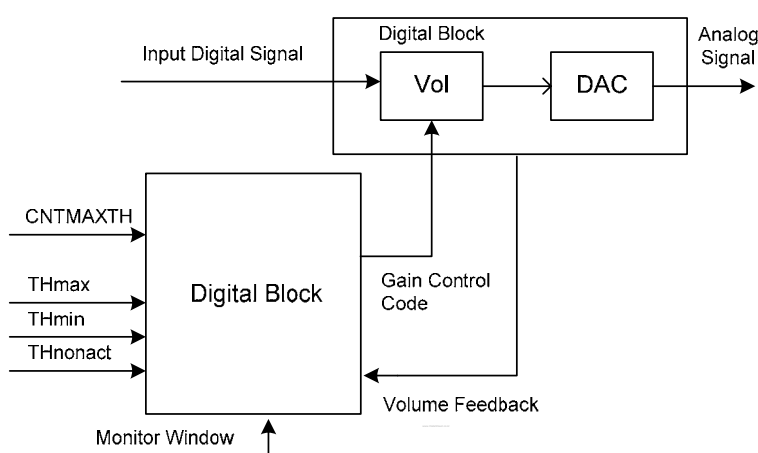 Input Digital Signal
Digital Block
Analog
Signal
Vol
DAC
CNTMAXTH
THmax
THmin
THnonact
Digital Block
Gain Control
Code
Volume Feedback
Monitor Window